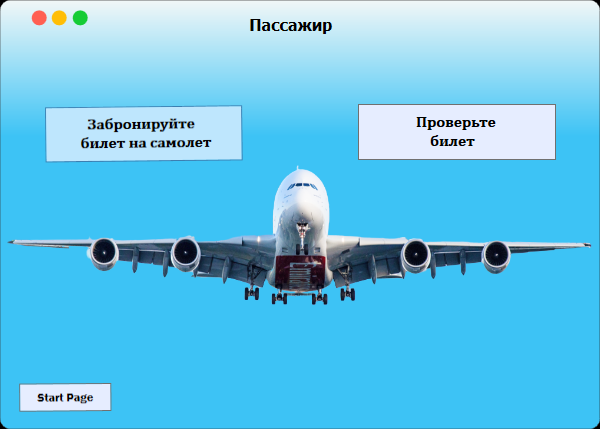 Пассажир
Забронируйте
билет на самолет
Проверьте
билет
Start Page